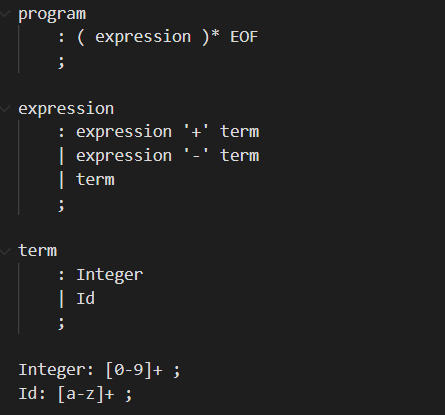 program
    : ( expression )* EOF
    ;
expression
    : expression '+' term
    | expression '-' term
    | term
    ;
term
    : Integer
    | Id
    ;
Integer: [0-9]+ ;
Id: [a-z]+ ;